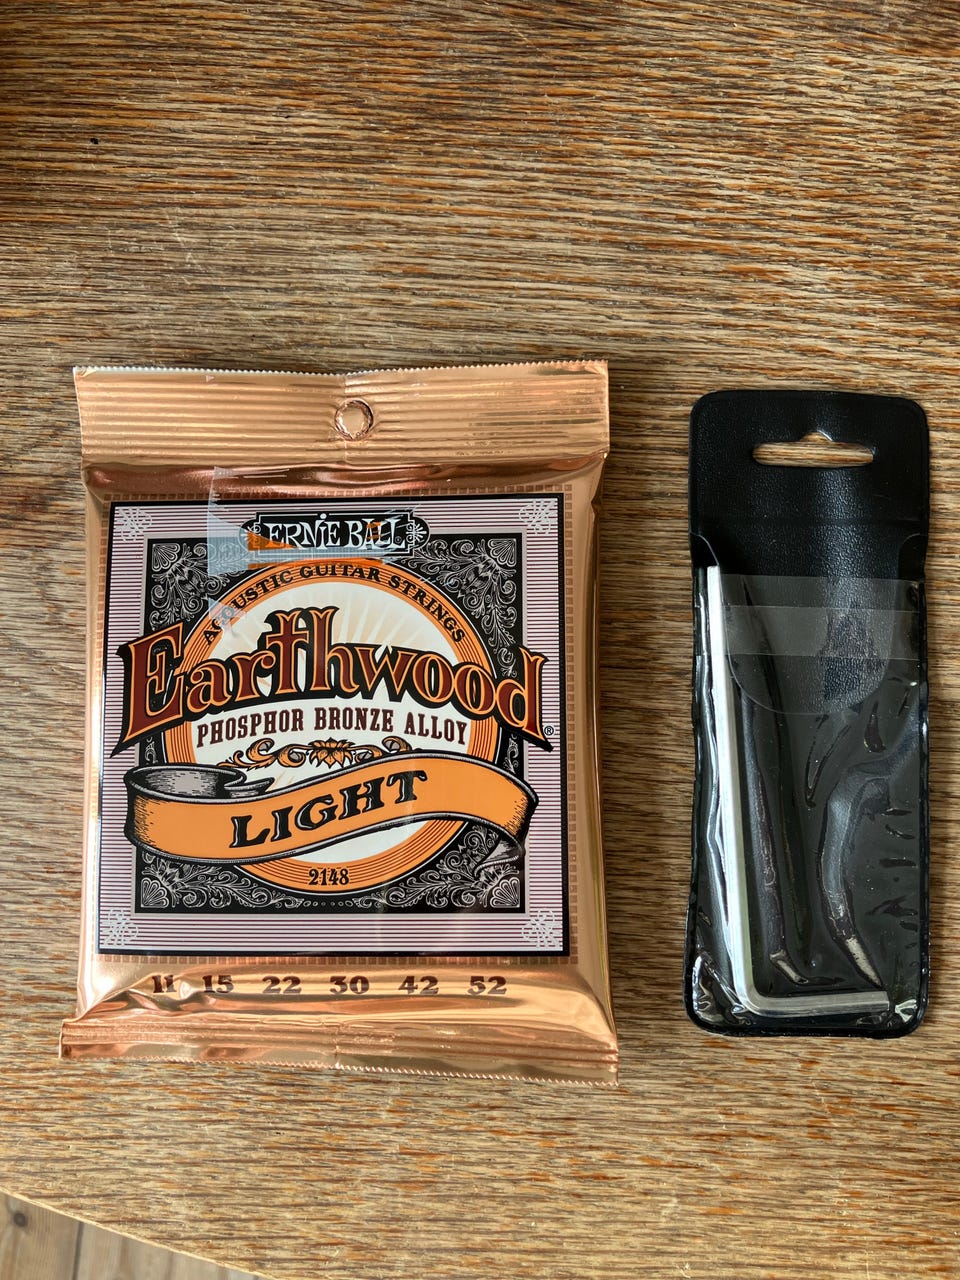 ERNIE BALL
ACOUSTIC GUITAR STRINGS
Earthwood®
PHOSPHOR BRONZE ALLOY
LIGHT
2148
11 15 22 30 42 52